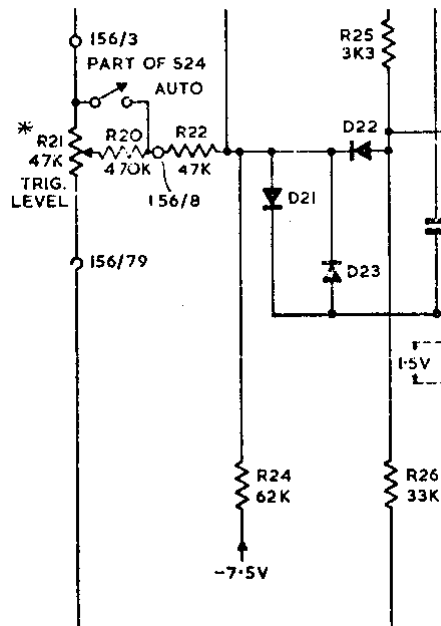 156/3
PART OF S24
AUTO
*
R21
47K
TRIG.
LEVEL
R20
470K
R22
47K
156/8
R25
3K3
D22
D21
D23
156/79
1·5V
R24
62K
R26
33K
-7·5V